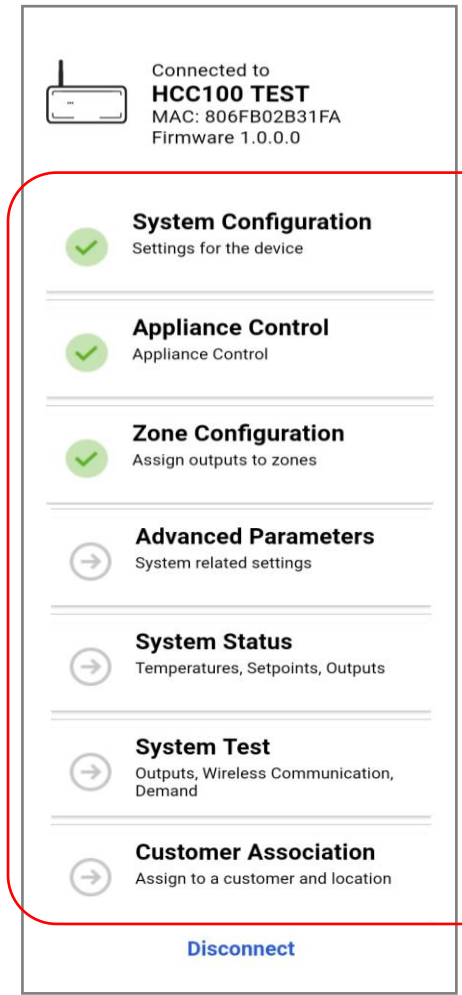 Connected to
HCC100 TEST
MAC: 806FB02B31FA
Firmware 1.0.0.0
System Configuration
Settings for the device
Appliance Control
Appliance Control
Zone Configuration
Assign outputs to zones
Advanced Parameters
System related settings
System Status
Temperatures, Setpoints, Outputs
System Test
Outputs, Wireless Communication,
Demand
Customer Association
Assign to a customer and location
Disconnect